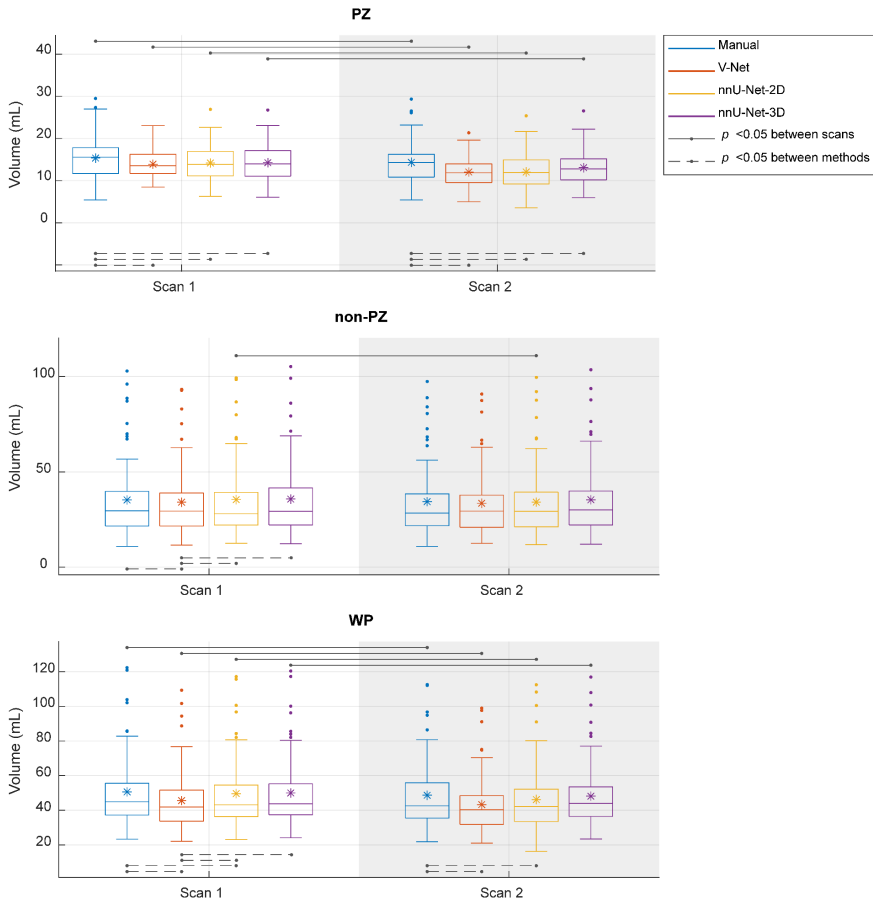 PZ
Volume (mL)
40
30
20
10
0
Scan 1
Scan 2
Manual
V-Net
nnU-Net-2D
nnU-Net-3D
p <0.05 between scans
p <0.05 between methods
non-PZ
Volume (mL)
100
50
0
Scan 1
Scan 2
WP
Volume (mL)
120
100
80
60
40
20
Scan 1
Scan 2